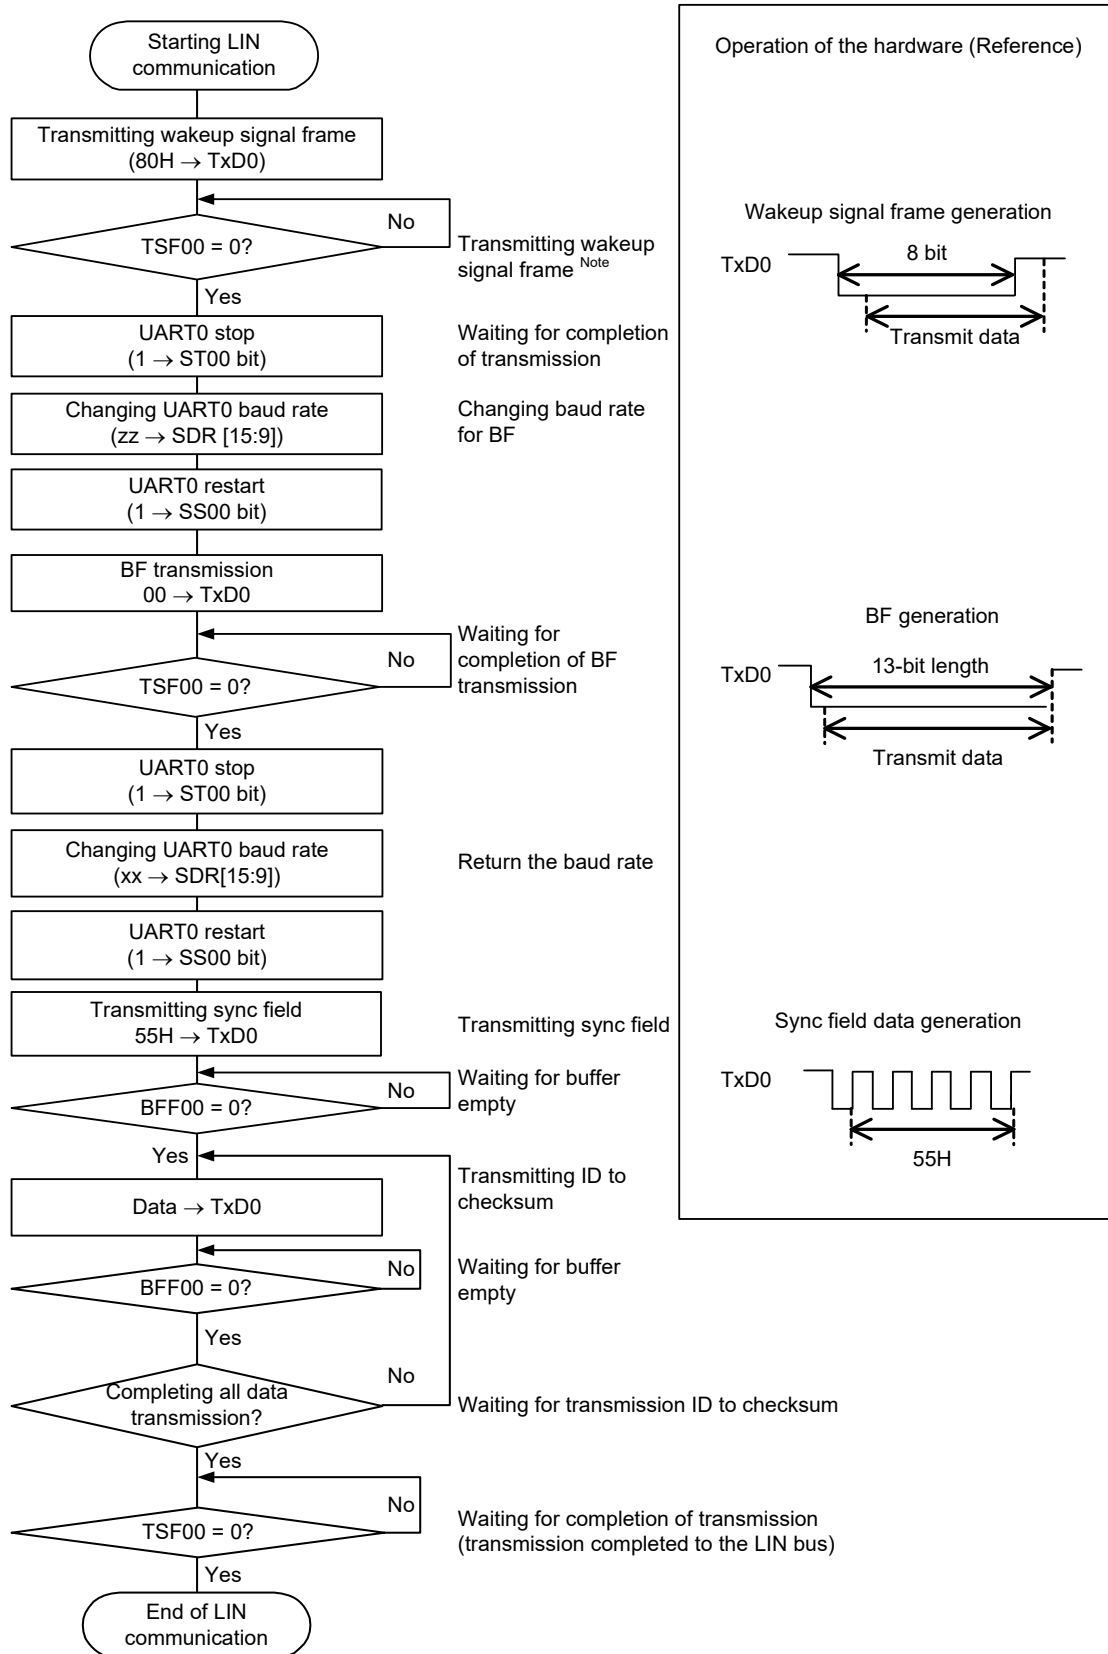 Starting LIN
communication
Transmitting wakeup signal frame
(80H → TxD0)
No
TSF00 = 0?
Transmitting wakeup
signal frame Note
Yes
UART0 stop
(1 → ST00 bit)
Waiting for completion
of transmission
Changing UART0 baud rate
(zz → SDR [15:9])
Changing baud rate
for BF
UART0 restart
(1 → SS00 bit)
BF transmission
00 → TxD0
Waiting for
completion of BF
transmission
No
TSF00 = 0?
Yes
UART0 stop
(1 → ST00 bit)
Changing UART0 baud rate
(xx → SDR[15:9])
Return the baud rate
UART0 restart
(1 → SS00 bit)
Transmitting sync field
55H → TxD0
Transmitting sync field
No
BFF00 = 0?
Waiting for buffer
empty
Yes
Data → TxD0
Transmitting ID to
checksum
No
BFF00 = 0?
Waiting for buffer
empty
Yes
No
Completing all data
transmission?
Waiting for transmission ID to checksum
Yes
No
TSF00 = 0?
Waiting for completion of transmission
(transmission completed to the LIN bus)
Yes
End of LIN
communication
Operation of the hardware (Reference)
Wakeup signal frame generation
TxD0
8 bit
Transmit data
BF generation
TxD0
13-bit length
Transmit data
Sync field data generation
TxD0
55H